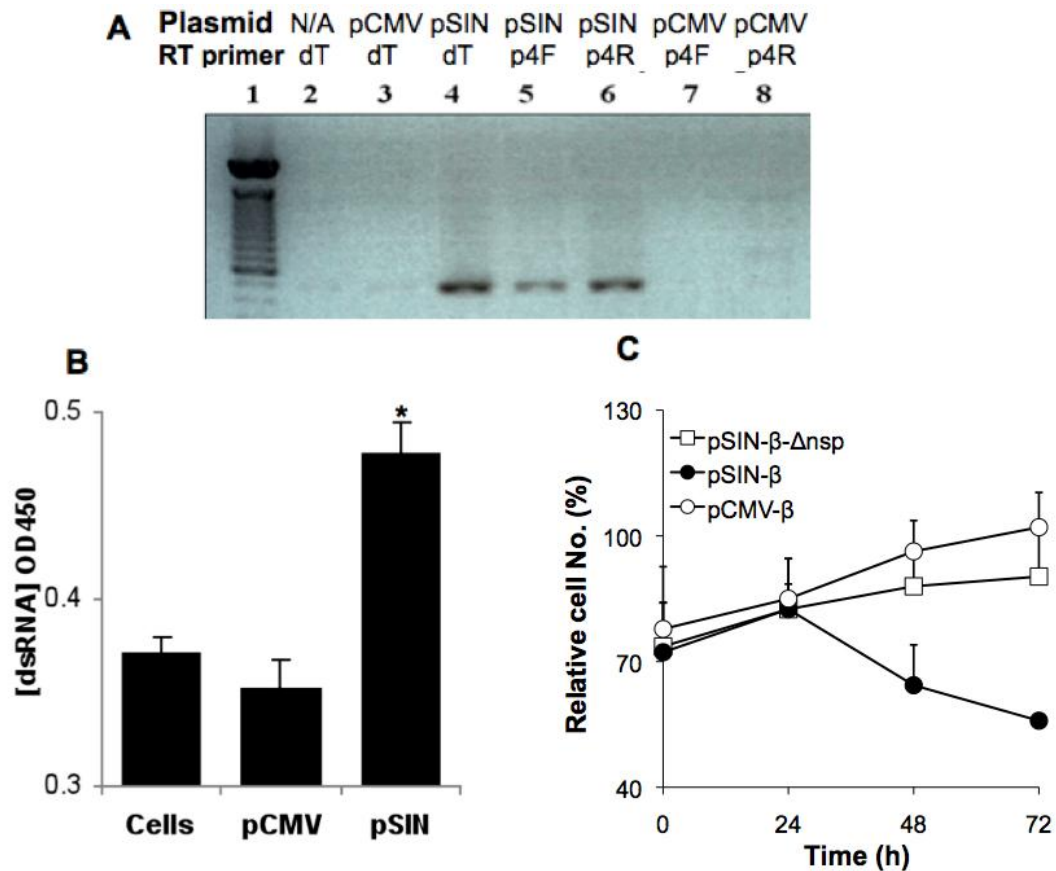 A
Plasmid N/A pCMV pSIN pSIN pSIN pCMV pCMV
RT primer dT dT dT p4F p4R p4F p4R
1 2 3 4 5 6 7 8
B
[dsRNA] OD450
0.5
*
0.4
0.3
Cells pCMV pSIN
C
Relative cell No. (%)
130
pSIN-β-Δnsp
pSIN-β
pCMV-β
100
70
40
0 24 48 72
Time (h)